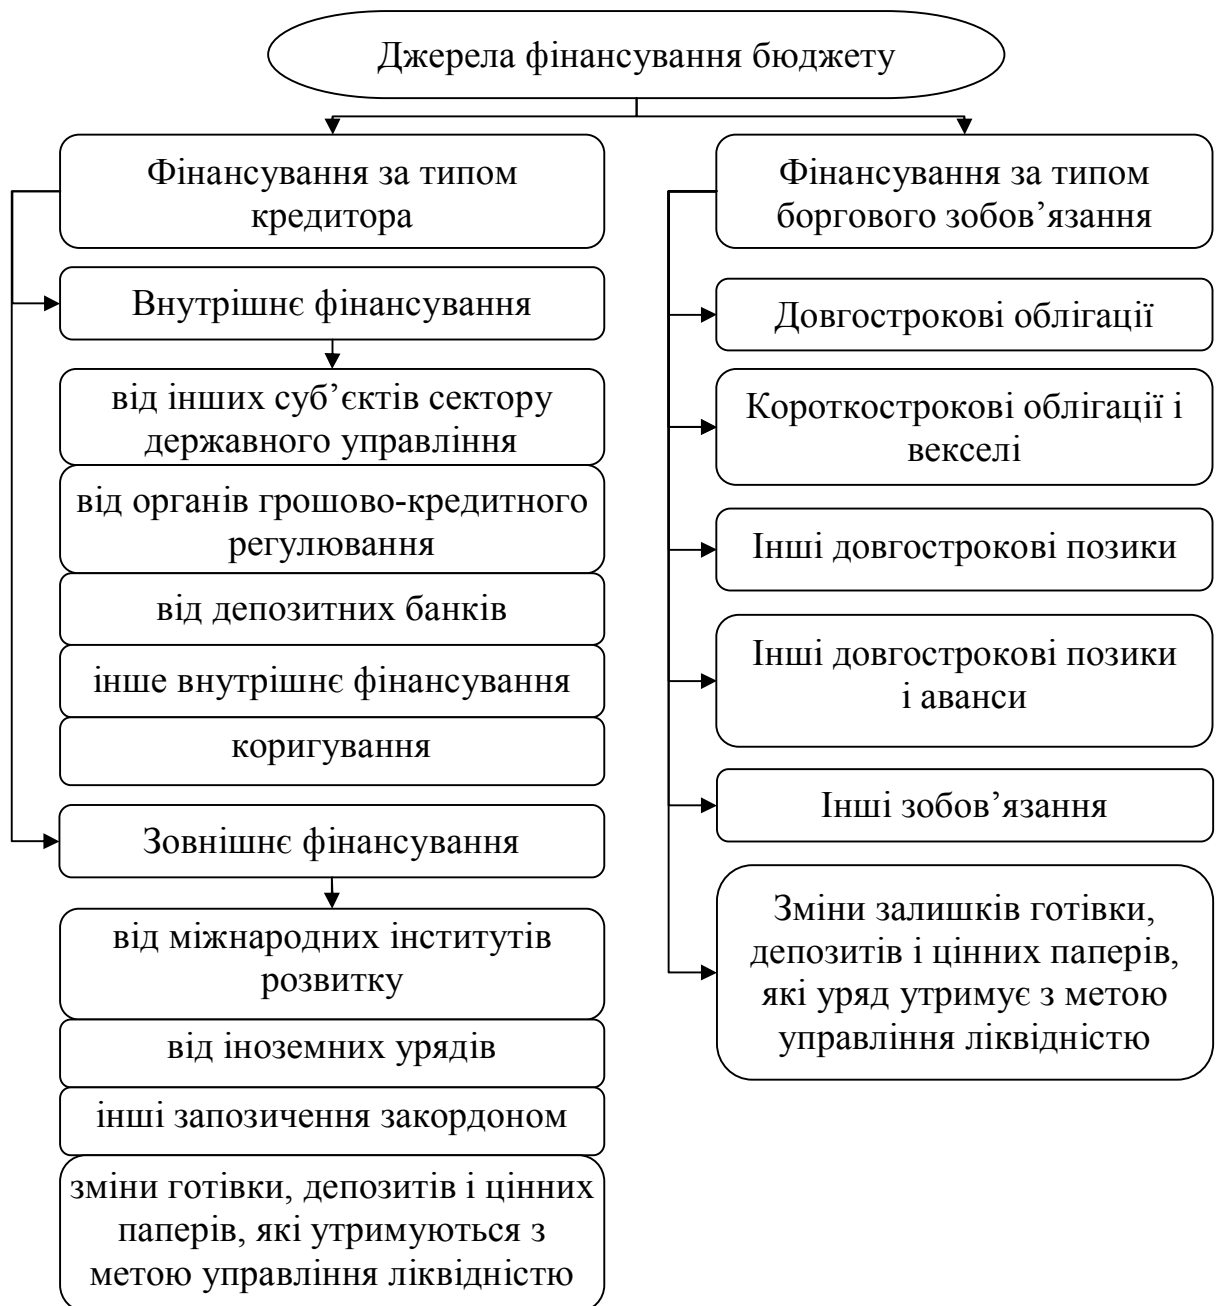 Джерела фінансування бюджету
Фінансування за типом
кредитора
Внутрішнє фінансування
від інших суб’єктів сектору
державного управління
від органів грошово-кредитного
регулювання
від депозитних банків
інше внутрішнє фінансування
коригування
Зовнішнє фінансування
від міжнародних інститутів
розвитку
від іноземних урядів
інші запозичення закордоном
зміни готівки, депозитів і цінних
паперів, які утримуються з
метою управління ліквідністю
Фінансування за типом
боргового зобов’язання
Довгострокові облігації
Короткострокові облігації і
векселі
Інші довгострокові позики
Інші довгострокові позики
і аванси
Інші зобов’язання
Зміни залишків готівки,
депозитів і цінних паперів,
які уряд утримує з метою
управління ліквідністю